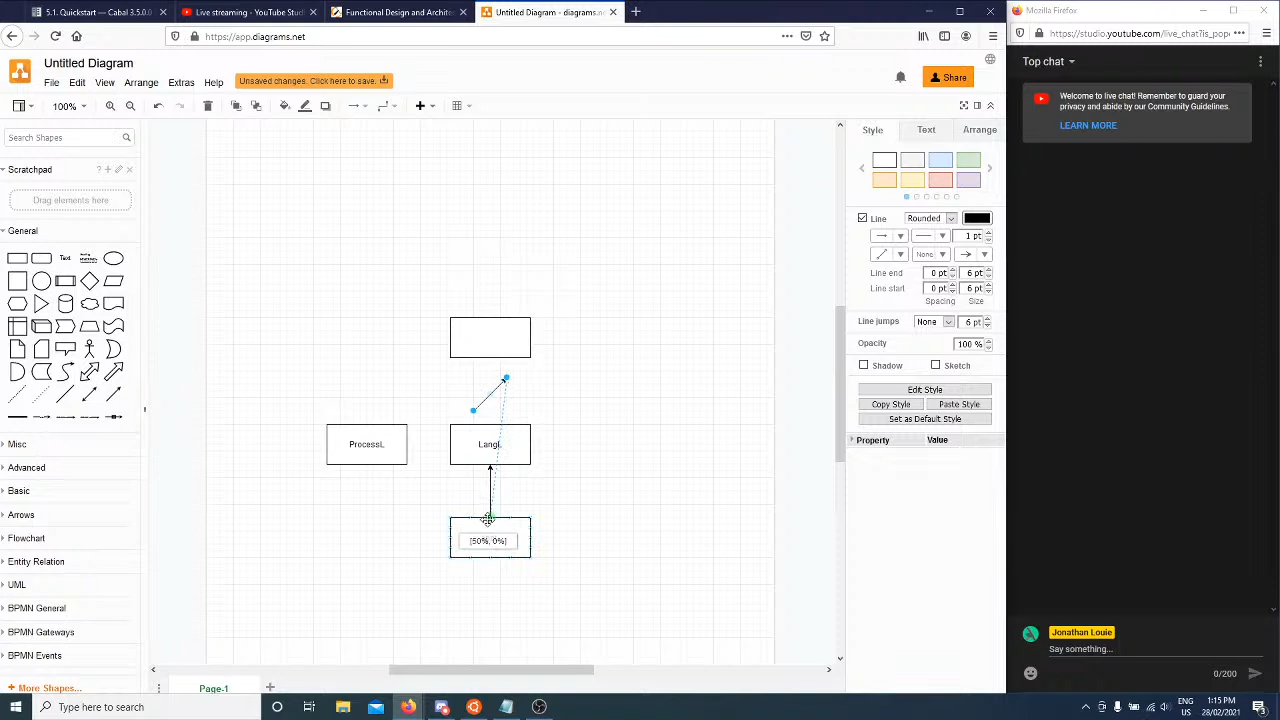 5.1. Quickstart — Cabal 3.5.0.0
Live streaming - YouTube Studio
Functional Design and Architec
Untitled Diagram - diagrams.net
Mozilla Firefox
https://app.diagrams.net
https://studio.youtube.com/live_chat?is_pop
Untitled Diagram
File Edit View Arrange Extras Help
Unsaved changes. Click here to save.
Share
100%
Search Shapes
Scratchpad
Drag elements here
General
Text
Misc
Advanced
Basic
Arrows
Flowchart
Entity Relation
UML
BPMN General
BPMN Gateways
BPMN Events
+ More Shapes...
ProcessL
LangL
[50%, 0%]
Page-1
Style Text Arrange
Line Rounded
1 pt
None
Line end 0 pt 6 pt
Line start 0 pt 6 pt
Spacing Size
Line jumps None 6 pt
Opacity 100 %
Shadow Sketch
Edit Style
Copy Style Paste Style
Set as Default Style
Property Value
Top chat
Welcome to live chat! Remember to guard your
privacy and abide by our Community Guidelines.
LEARN MORE
Jonathan Louie
Say something...
0/200
Type here to search
ENG
US
1:15 PM
28/02/2021